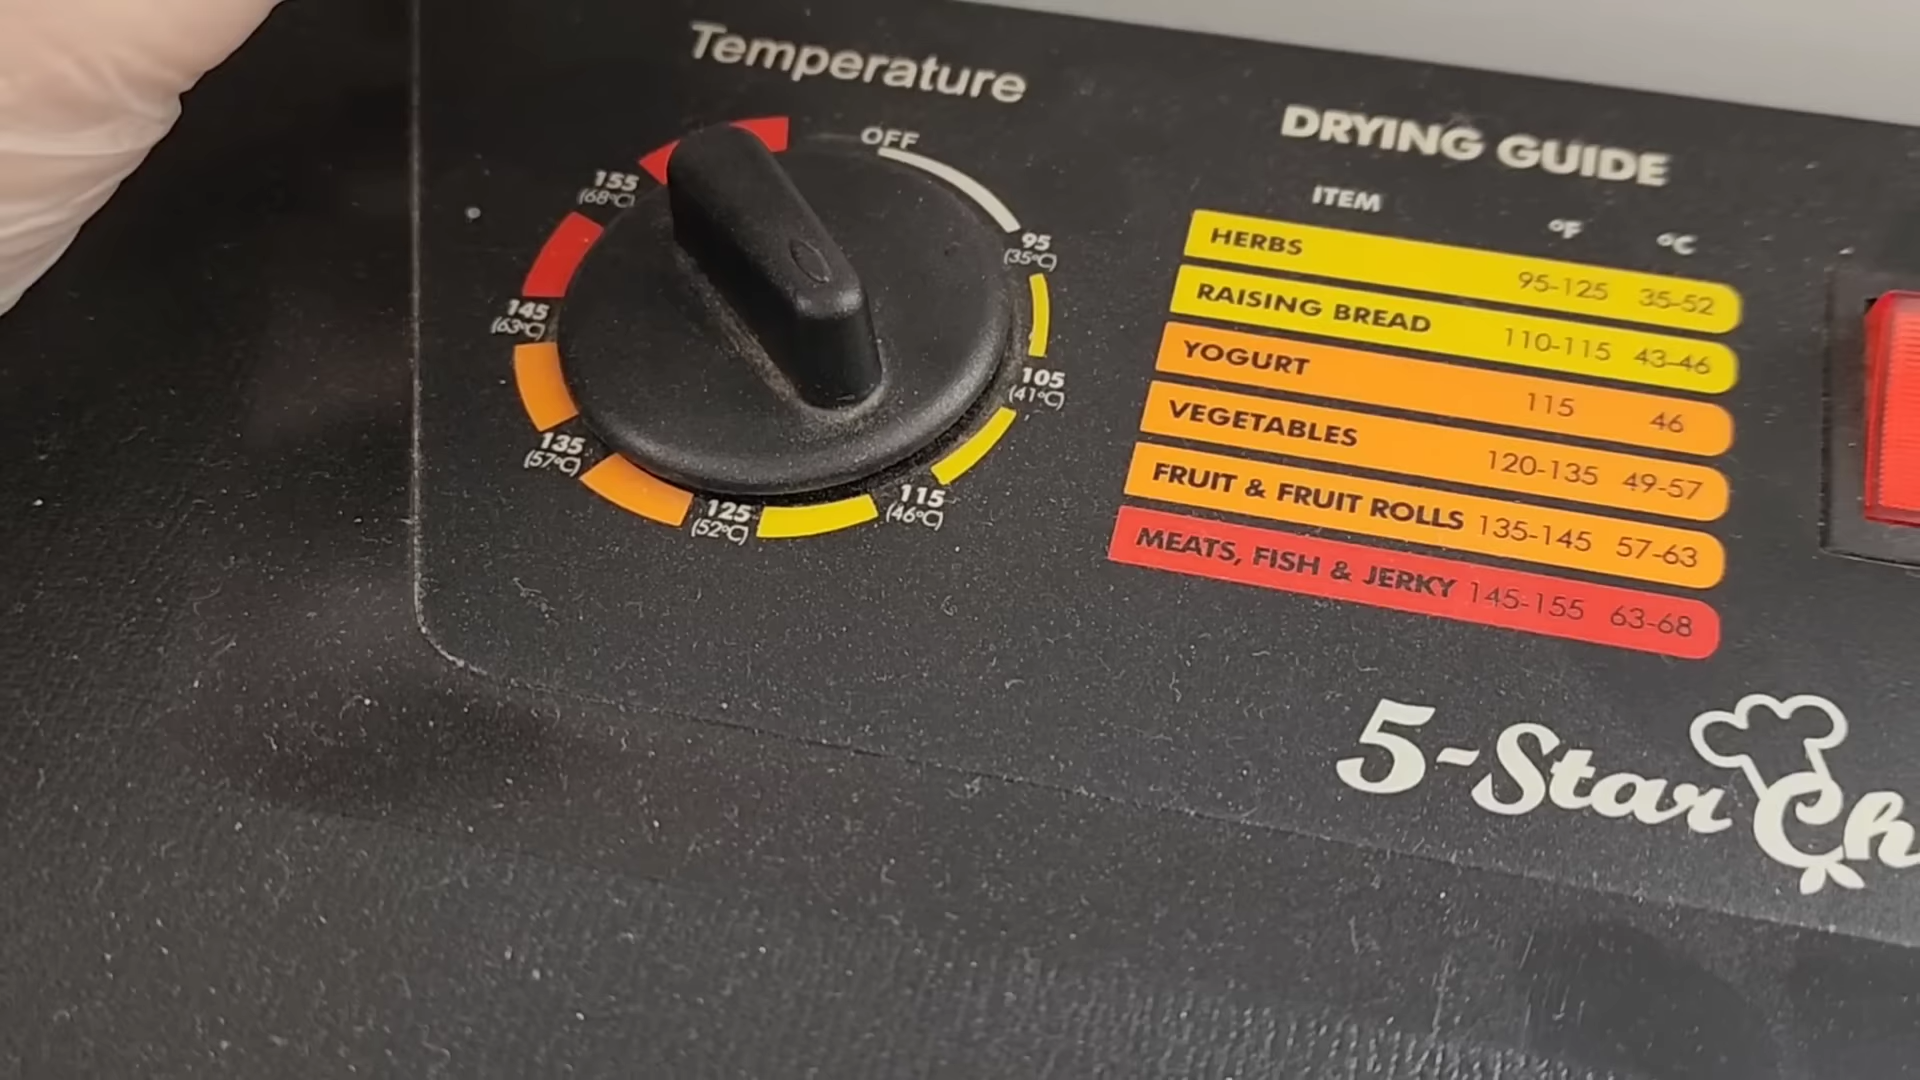 Temperature
OFF
95
(35°C)
105
(41°C)
115
(46°C)
125
(52°C)
135
(57°C)
145
(63°C)
155
(68°C)
DRYING GUIDE
ITEM °F °C
HERBS 95-125 35-52
RAISING BREAD 110-115 43-46
YOGURT 115 46
VEGETABLES 120-135 49-57
FRUIT & FRUIT ROLLS 135-145 57-63
MEATS, FISH & JERKY 145-155 63-68
5-Star Ch